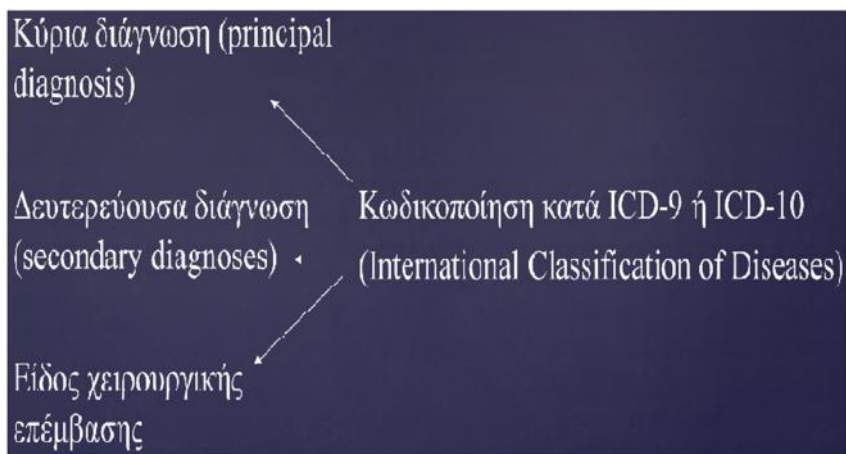 Κύρια διάγνωση (principal
diagnosis)
Δευτερεύουσα διάγνωση
(secondary diagnoses)
Κωδικοποίηση κατά ICD-9 ή ICD-10
(International Classification of Diseases)
Είδος χειρουργικής
επέμβασης